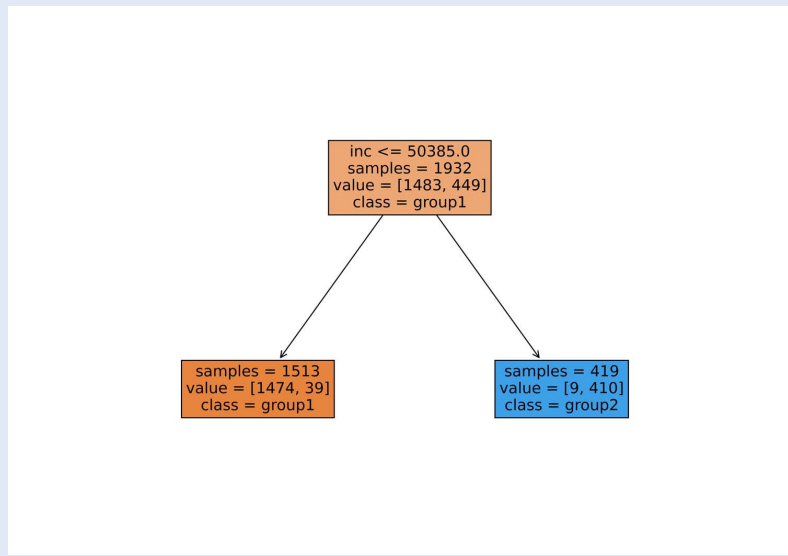 inc <= 50385.0
samples = 1932
value = [1483, 449]
class = group1
samples = 1513
value = [1474, 39]
class = group1
samples = 419
value = [9, 410]
class = group2